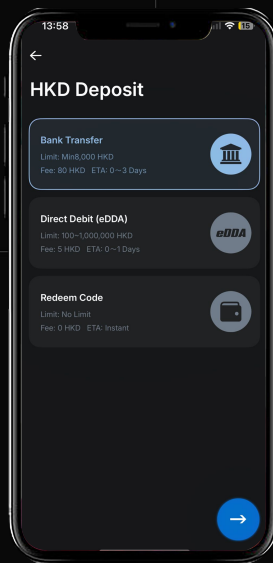 13:58
15
HKD Deposit
Bank Transfer
Limit: Min8,000 HKD
Fee: 80 HKD ETA: 0～3 Days
Direct Debit (eDDA)
Limit: 100~1,000,000 HKD
Fee: 5 HKD ETA: 0～1 Days
eDDA
Redeem Code
Limit: No Limit
Fee: 0 HKD ETA: Instant